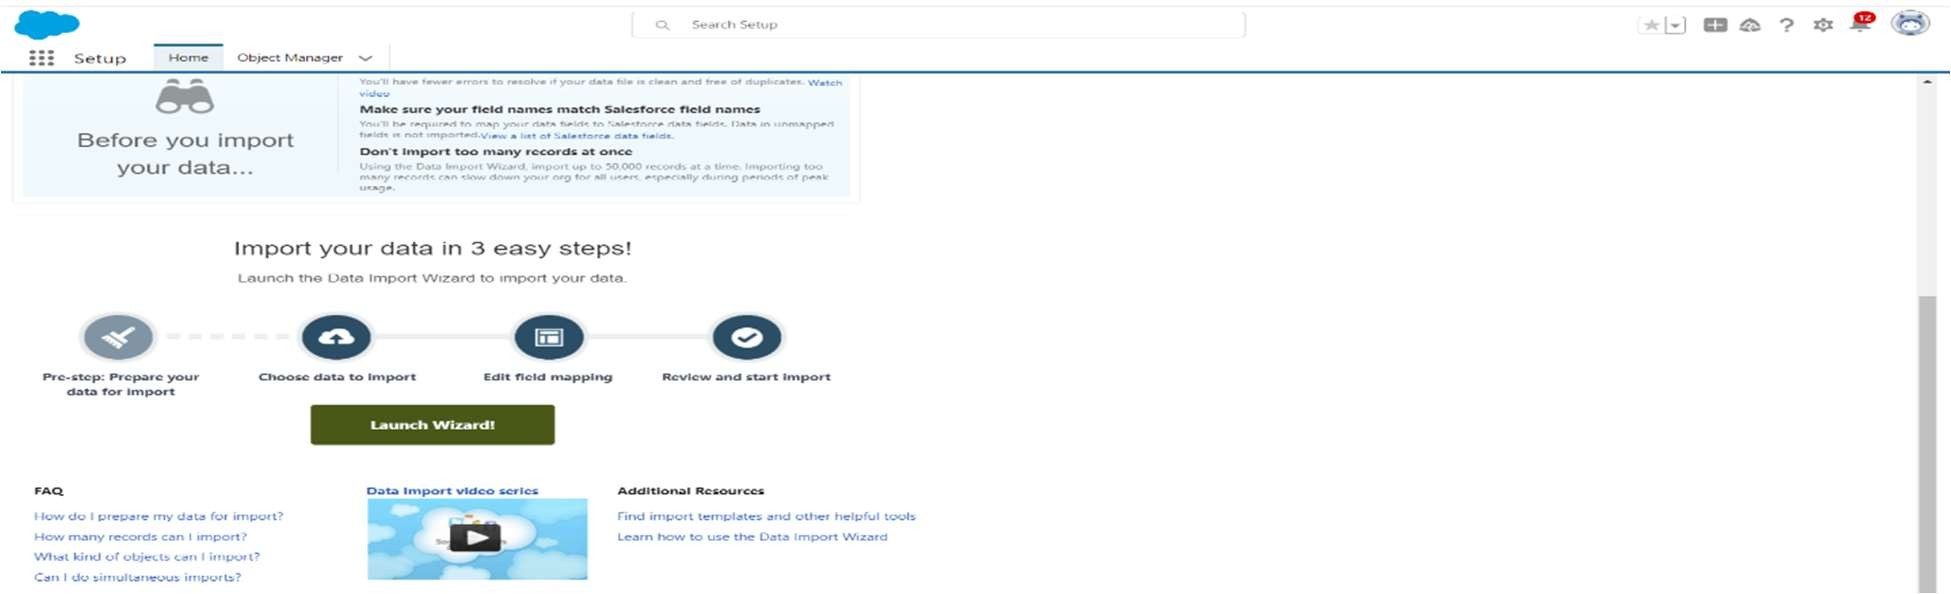 Search Setup
12
Setup
Home
Object Manager
You'll have fewer errors to resolve if your data file is clean and free of duplicates. Watch
video
Make sure your field names match Salesforce field names
You'll be required to map your data fields to Salesforce data fields. Data in unmapped
fields is not imported.View a list of Salesforce data fields.
Don't import too many records at once
Using the Data Import Wizard, import up to 50,000 records at a time. Importing too
many records can slow down your org for all users, especially during periods of peak
usage.
Before you import
your data...
Import your data in 3 easy steps!
Launch the Data Import Wizard to import your data.
Pre-step: Prepare your
data for import
Choose data to import
Edit field mapping
Review and start import
Launch Wizard!
FAQ
How do I prepare my data for import?
How many records can I import?
What kind of objects can I import?
Can I do simultaneous imports?
Data Import video series
Additional Resources
Find import templates and other helpful tools
Learn how to use the Data Import Wizard